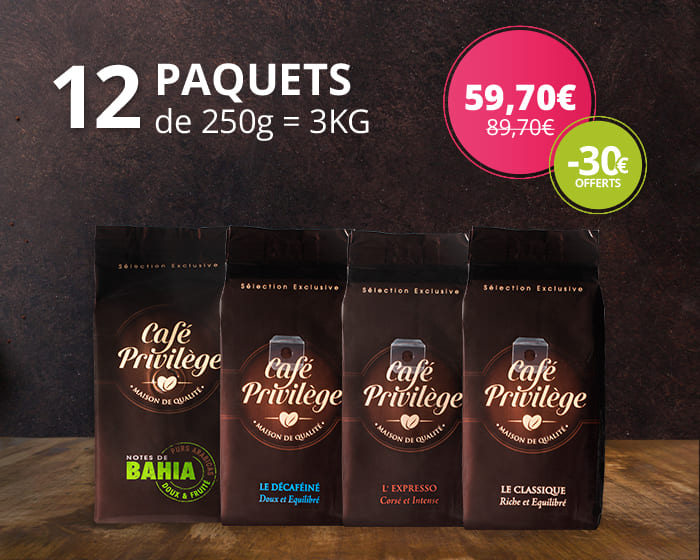 12 PAQUETS
de 250g = 3KG
59,70€
89,70€
-30€
OFFERTS
Sélection Exclusive
Café
Privilège
• MAISON DE QUALITÉ •
NOTES DE
BAHIA
PURS ARABICAS
DOUX & FRUITÉ
Sélection Exclusive
Café
Privilège
• MAISON DE QUALITÉ •
LE DÉCAFÉINÉ
Doux et Equilibré
Sélection Exclusive
Café
Privilège
• MAISON DE QUALITÉ •
L'EXPRESSO
Corsé et Intense
Sélection Exclusive
Café
Privilège
• MAISON DE QUALITÉ •
LE CLASSIQUE
Riche et Equilibré